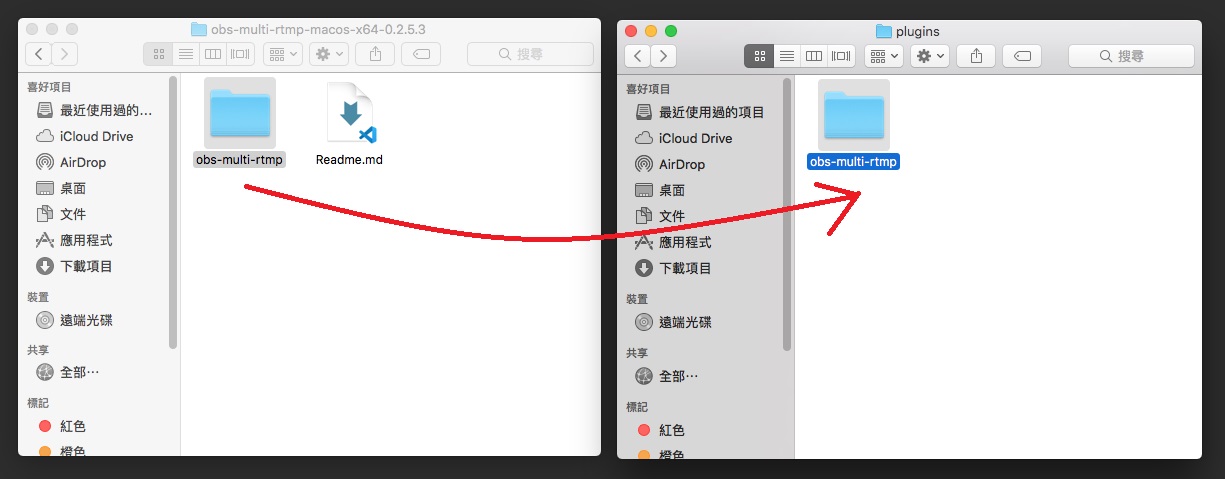 obs-multi-rtmp-macos-x64-0.2.5.3
搜尋
喜好項目
最近使用過的...
iCloud Drive
AirDrop
桌面
文件
應用程式
下載項目
裝置
遠端光碟
共享
全部...
標記
紅色
橙色
obs-multi-rtmp
Readme.md
plugins
搜尋
喜好項目
最近使用過的項目
iCloud Drive
AirDrop
桌面
文件
應用程式
下載項目
裝置
遠端光碟
共享
全部...
標記
紅色
橙色
obs-multi-rtmp